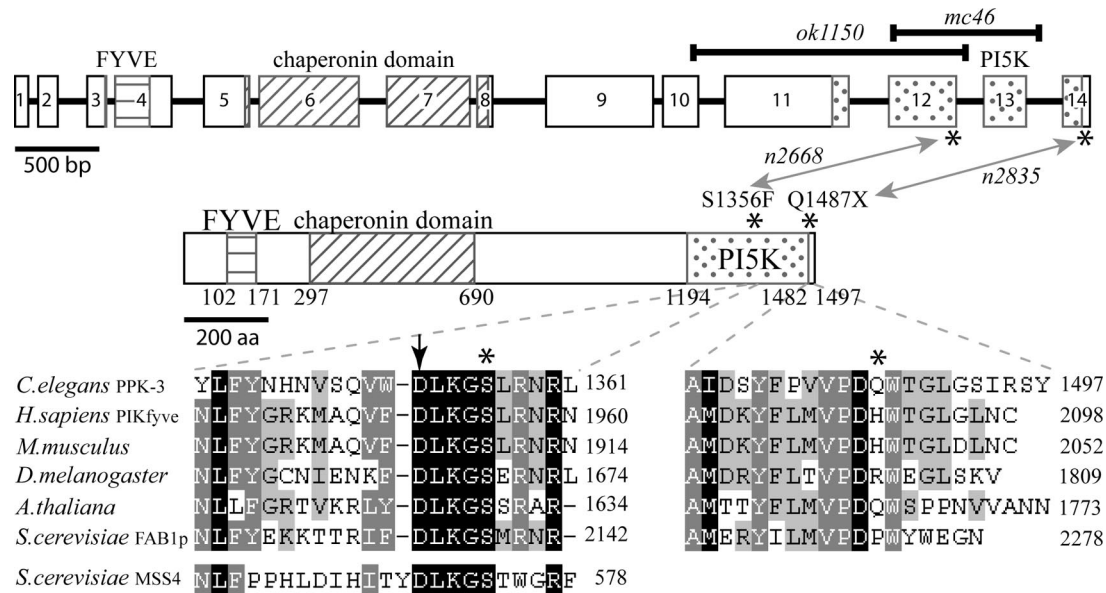 mc46
ok1150
FYVE chaperonin domain PI5K
1 2 3 4 5 6 7 8 9 10 11 12 13 14
* *
500 bp
n2668 n2835
S1356F Q1487X
* *
FYVE chaperonin domain
PI5K
102 171 297 690 1194 1482 1497
200 aa
* *
C.elegans PPK-3 YLFYNHNVSQVW-DLKGSLRNRL 1361 AIDSYFPVVPDQWTGLGSIRSY 1497
H.sapiens PIKfyve NLFYGRKMAQVF-DLKGSLRNRN 1960 AMDKYFLMVPDHWTGLGLNC 2098
M.musculus NLFYGRKMAQVF-DLKGSLRNRN 1914 AMDKYFLMVPDHWTGLDLNC 2052
D.melanogaster NLFYGCNIENKF-DLKGSERNRL 1674 AMDRYFLTVPDRWEGLSKV 1809
A.thaliana NLLFGRTVKRLY-DLKGSSRAR- 1634 AMTTYFLMVPDQWSPPNVVANN 1773
S.cerevisiae FAB1p NLFYEKKTTRIF-DLKGSMRNR- 2142 AMERYILMVPDPWYWEGN 2278
S.cerevisiae MSS4 NLFPPHLDIHITYDLKGSTWGRF 578